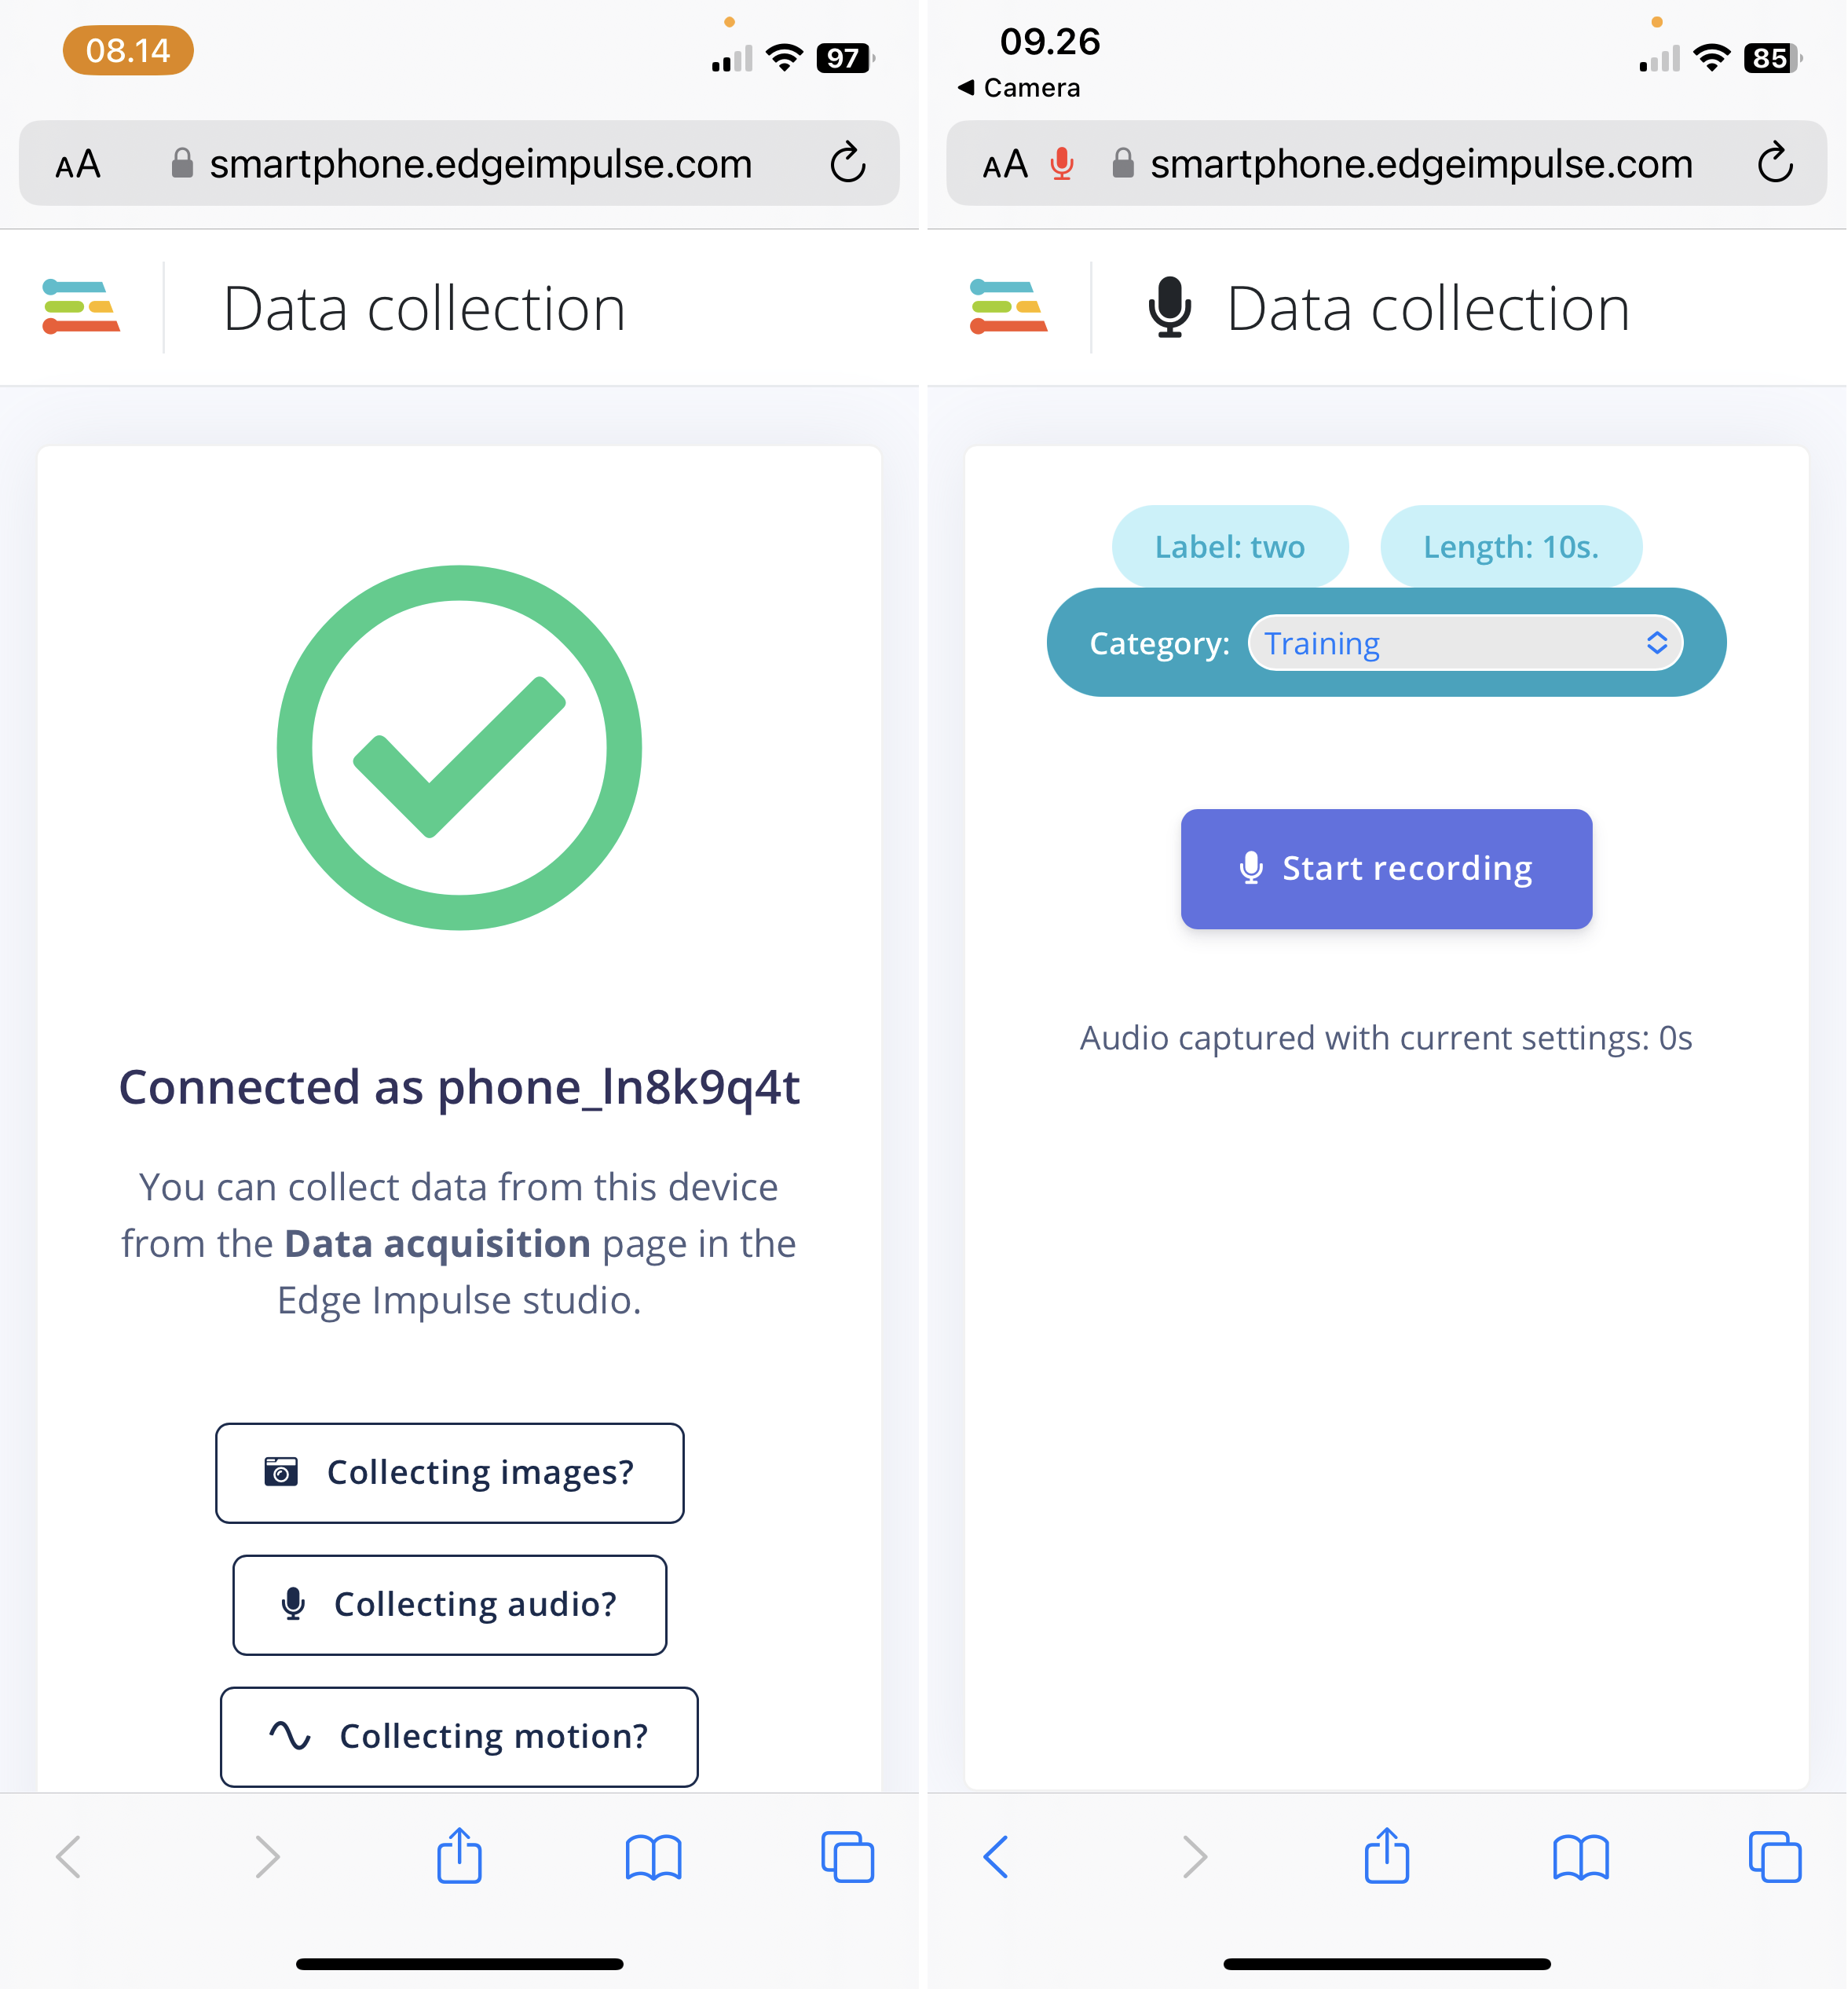 08.14
97
AA smartphone.edgeimpulse.com
Data collection
Connected as phone_ln8k9q4t
You can collect data from this device
from the Data acquisition page in the
Edge Impulse studio.
Collecting images?
Collecting audio?
Collecting motion?
09.26
85
Camera
AA smartphone.edgeimpulse.com
Data collection
Label: two
Length: 10s.
Category: Training
Start recording
Audio captured with current settings: 0s